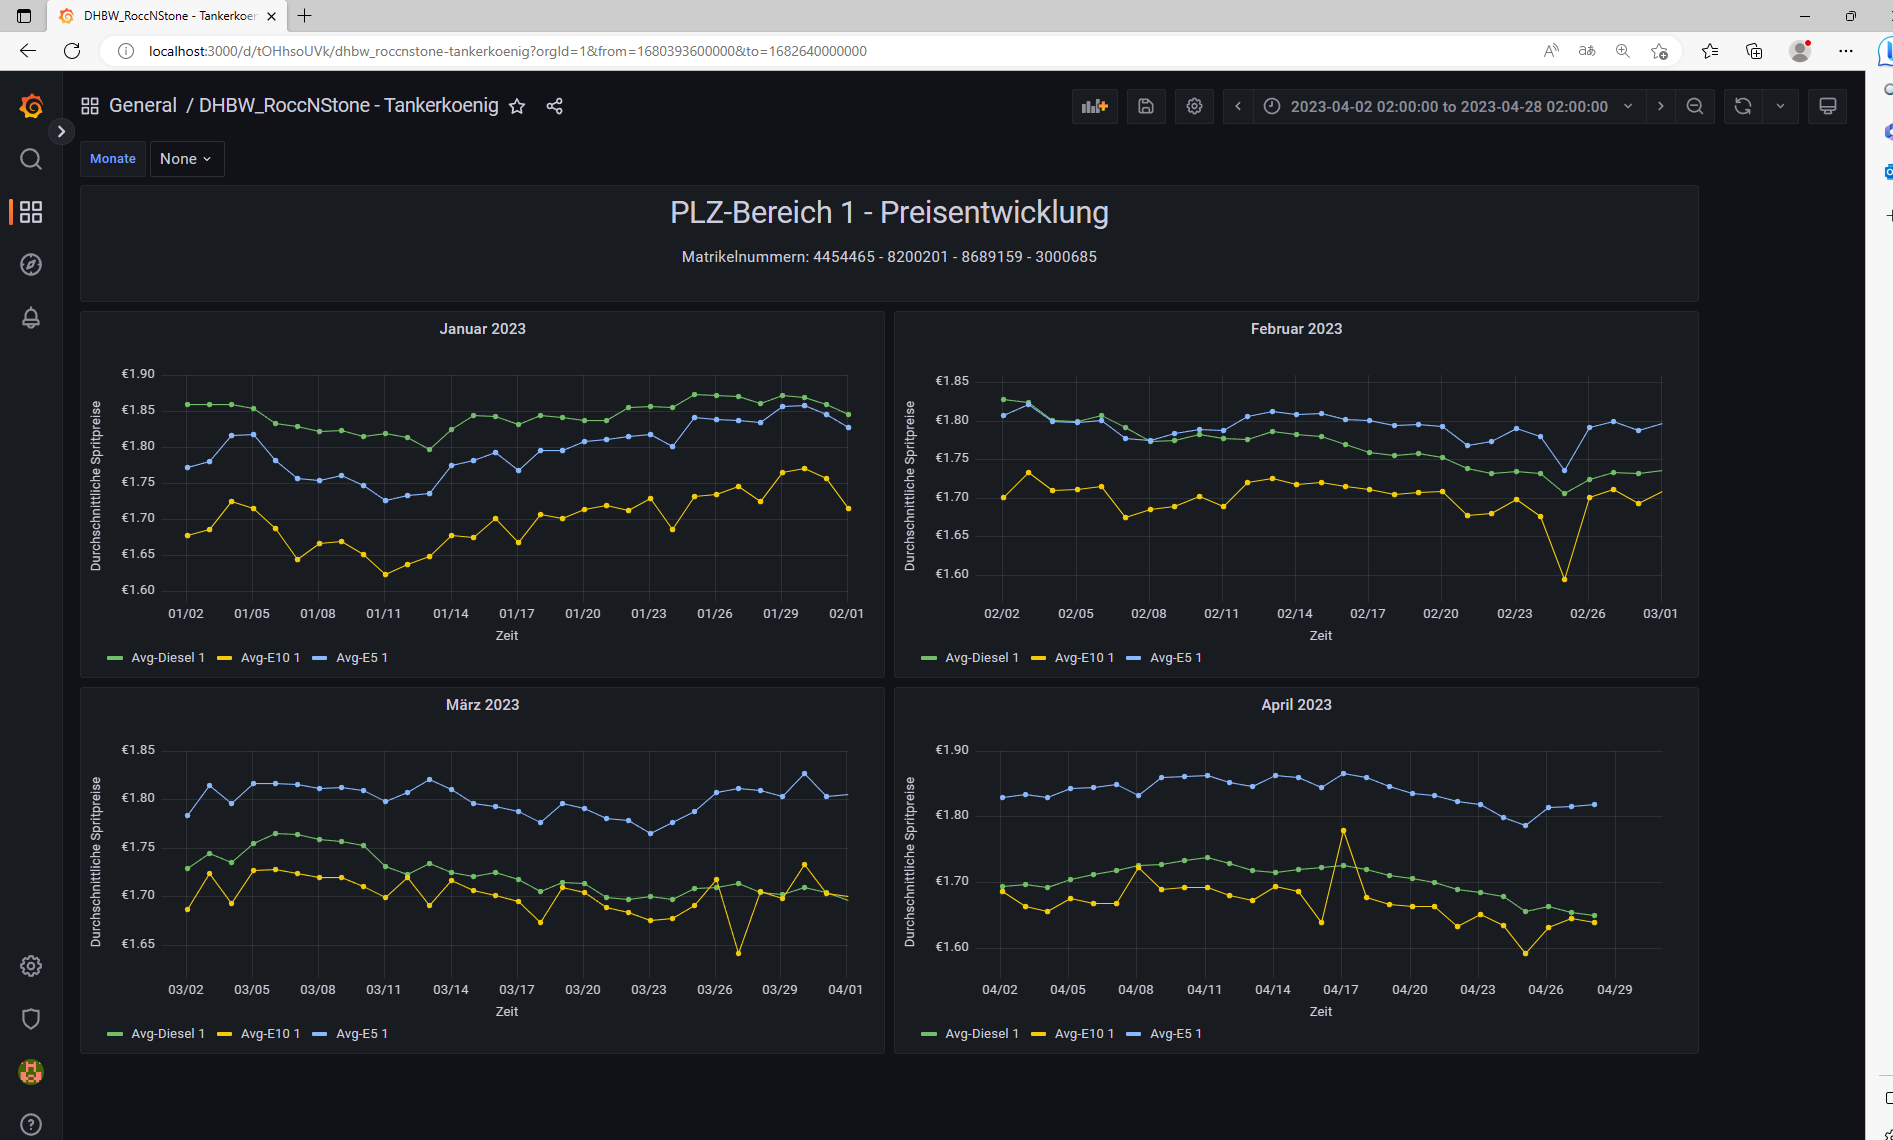 DHBW_RoccNStone - Tankerkoen
localhost:3000/d/tOHhsoUVk/dhbw_roccnstone-tankerkoenig?orgId=1&from=1680393600000&to=1682640000000
General / DHBW_RoccNStone - Tankerkoenig
2023-04-02 02:00:00 to 2023-04-28 02:00:00
Monate None
PLZ-Bereich 1 - Preisentwicklung
Matrikelnummern: 4454465 - 8200201 - 8689159 - 3000685
Januar 2023
Durchschnittliche Spritpreise
€1.90
€1.85
€1.80
€1.75
€1.70
€1.65
€1.60
01/02 01/05 01/08 01/11 01/14 01/17 01/20 01/23 01/26 01/29 02/01
Zeit
Avg-Diesel 1 Avg-E10 1 Avg-E5 1
Februar 2023
Durchschnittliche Spritpreise
€1.85
€1.80
€1.75
€1.70
€1.65
€1.60
02/02 02/05 02/08 02/11 02/14 02/17 02/20 02/23 02/26 03/01
Zeit
Avg-Diesel 1 Avg-E10 1 Avg-E5 1
März 2023
Durchschnittliche Spritpreise
€1.85
€1.80
€1.75
€1.70
€1.65
03/02 03/05 03/08 03/11 03/14 03/17 03/20 03/23 03/26 03/29 04/01
Zeit
Avg-Diesel 1 Avg-E10 1 Avg-E5 1
April 2023
Durchschnittliche Spritpreise
€1.90
€1.80
€1.70
€1.60
04/02 04/05 04/08 04/11 04/14 04/17 04/20 04/23 04/26 04/29
Zeit
Avg-Diesel 1 Avg-E10 1 Avg-E5 1